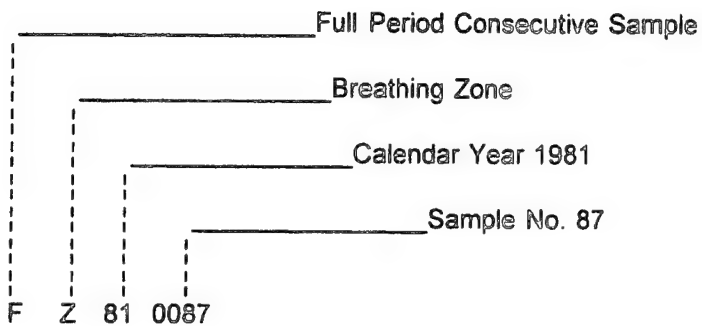 Full Period Consecutive Sample
Breathing Zone
Calendar Year 1981
Sample No. 87
F Z 81 0087